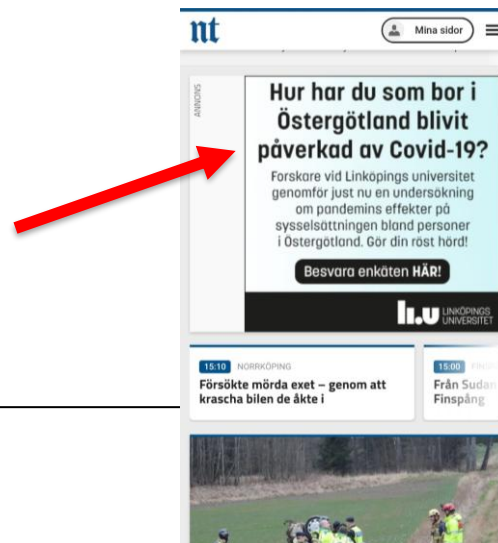 nt
Mina sidor
ANNONS
Hur har du som bor i
Östergötland blivit
påverkad av Covid-19?
Forskare vid Linköpings universitet
genomför just nu en undersökning
om pandemins effekter på
sysselsättningen bland personer
i Östergötland. Gör din röst hörd!
Besvara enkäten HÄR!
LINKÖPINGS
UNIVERSITET
15:10 NORRKÖPING
Försökte mörda exet – genom att
krascha bilen de åkte i
15:00
Från Sudan
Finspång